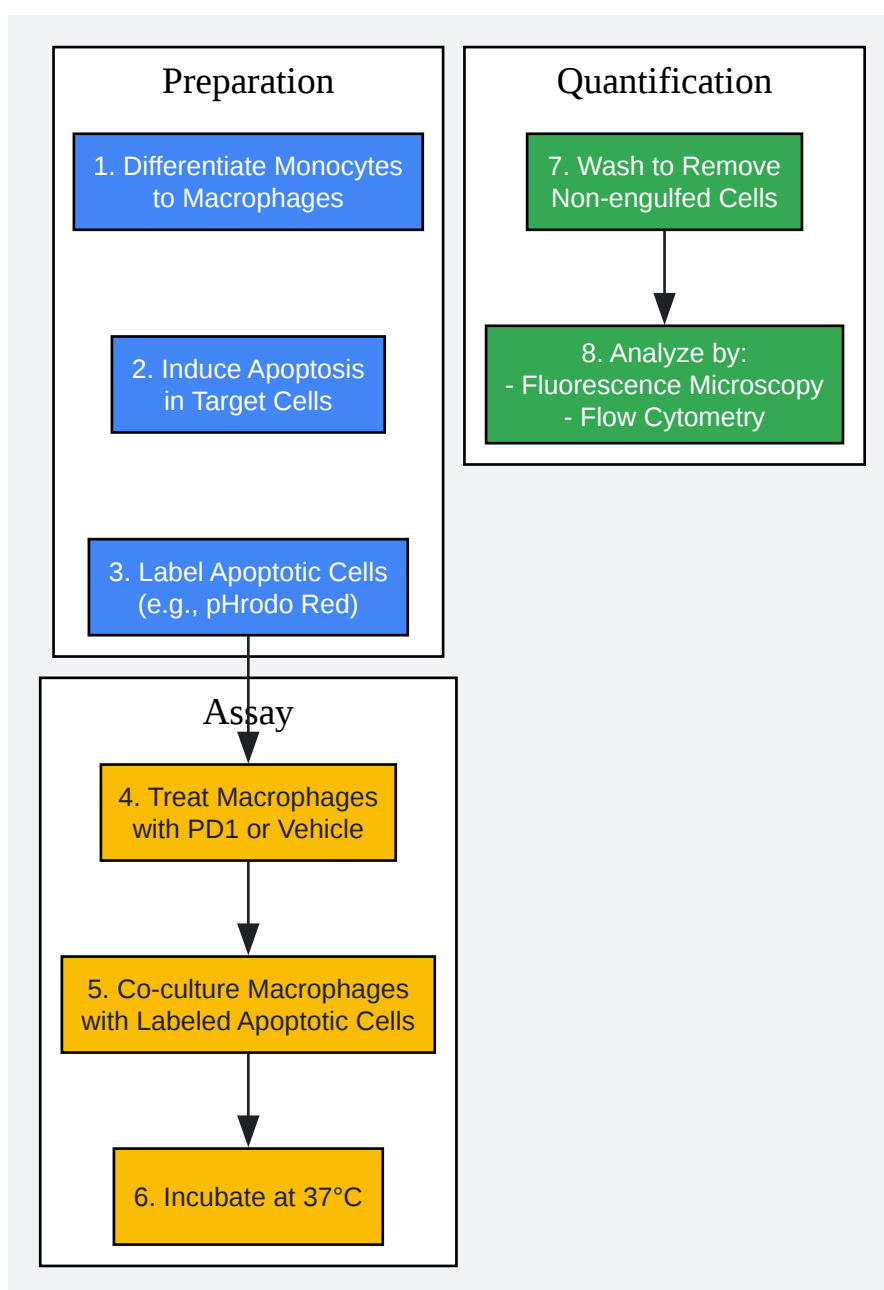 Preparation
1. Differentiate Monocytes
to Macrophages
2. Induce Apoptosis
in Target Cells
3. Label Apoptotic Cells
(e.g., pHrodo Red)
Assay
4. Treat Macrophages
with PD1 or Vehicle
5. Co-culture Macrophages
with Labeled Apoptotic Cells
6. Incubate at 37°C
Quantification
7. Wash to Remove
Non-engulfed Cells
8. Analyze by:
- Fluorescence Microscopy
- Flow Cytometry